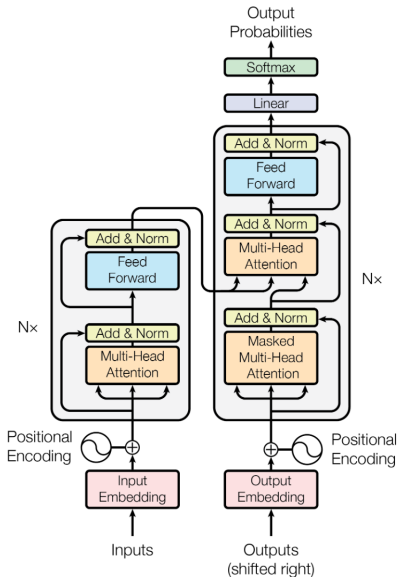 Output
Probabilities
Softmax
Linear
Add & Norm
Feed
Forward
Add & Norm
Multi-Head
Attention
Add & Norm
Masked
Multi-Head
Attention
N×
Add & Norm
Feed
Forward
Add & Norm
Multi-Head
Attention
N×
Positional
Encoding
Positional
Encoding
Input
Embedding
Output
Embedding
Inputs
Outputs
(shifted right)